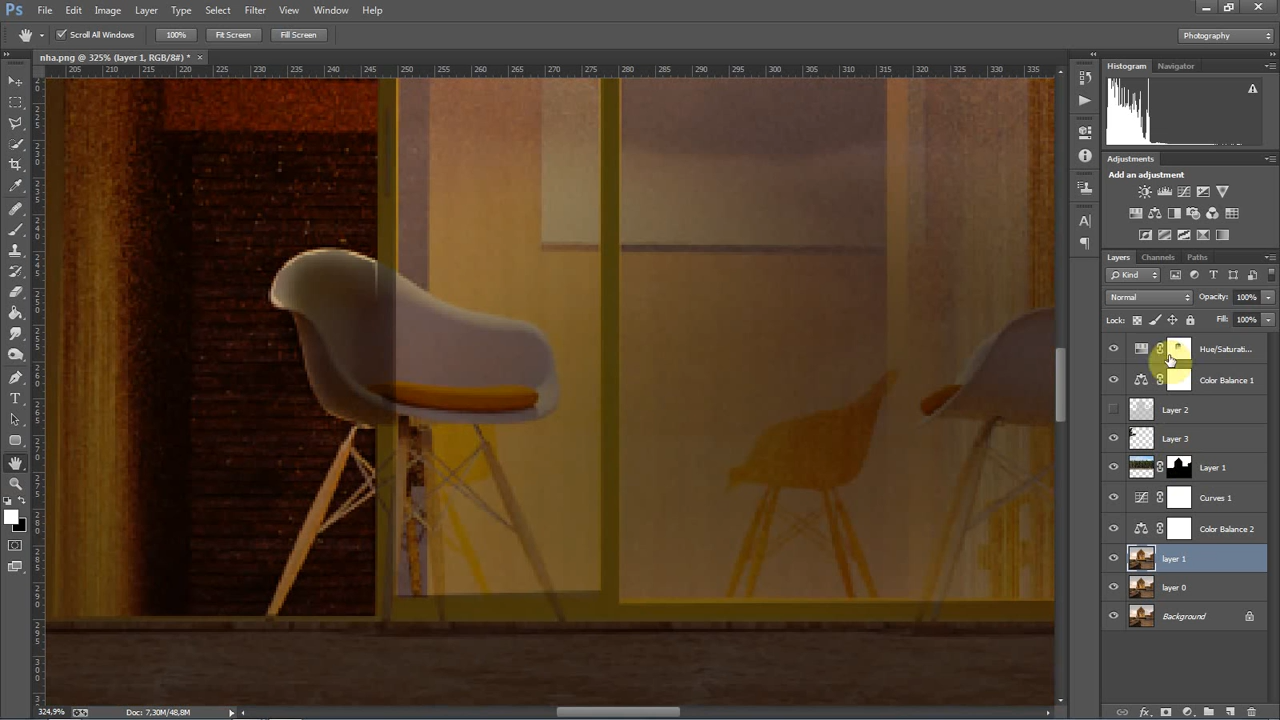 Ps File Edit Image Layer Type Select Filter View Window Help
Scroll All Windows 100% Fit Screen Fill Screen Photography
nha.png @ 325% (layer 1, RGB/8#) * ×
205 210 215 220 225 230 235 240 245 250 255 260 265 270 275 280 285 290 295 300 305 310 315 320 325 330 335
Histogram Navigator
Adjustments
Add an adjustment
Layers Channels Paths
Kind
Normal Opacity: 100%
Lock: Fill: 100%
Hue/Saturati...
Color Balance 1
Layer 2
Layer 3
Layer 1
Curves 1
Color Balance 2
layer 1
layer 0
Background
324,9% Doc: 7,30M/48,8M